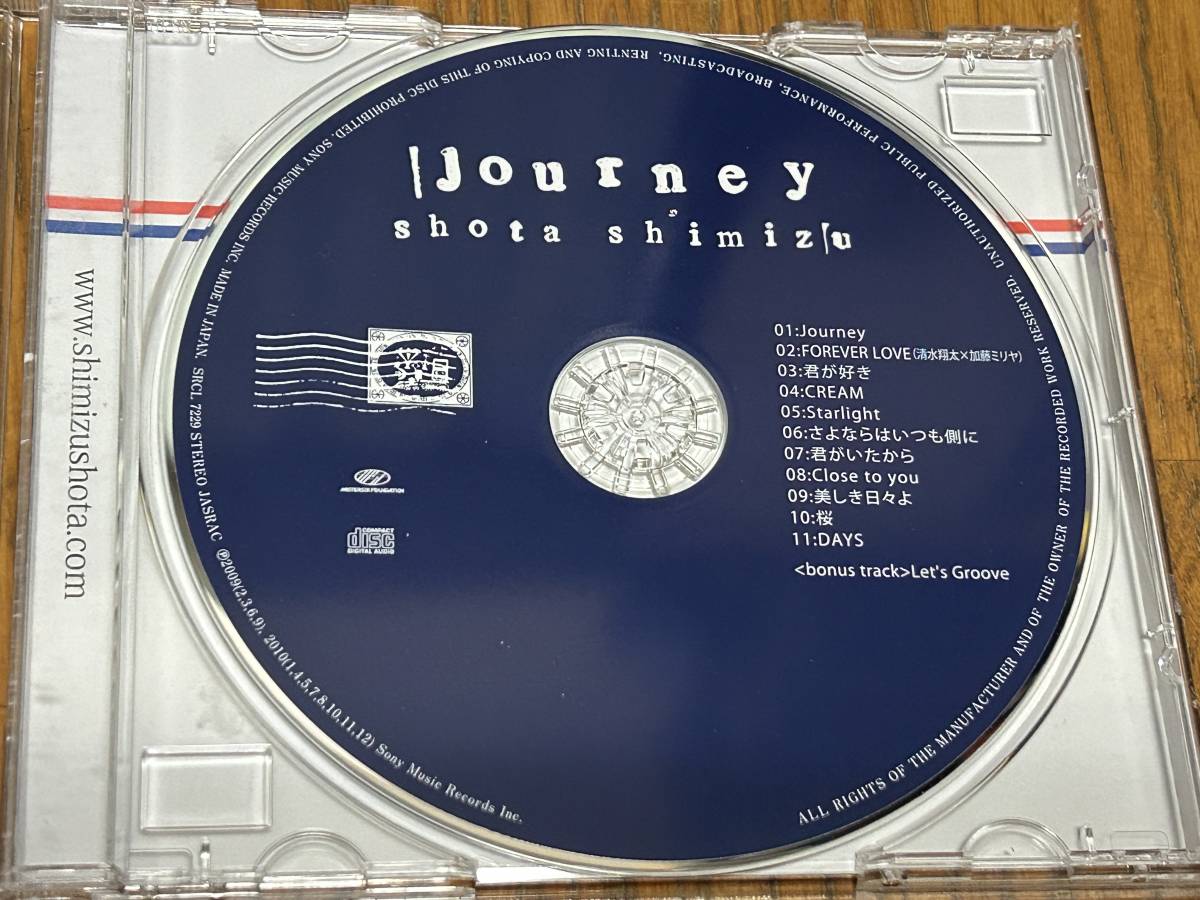 Journey
shota shimizu
01:Journey
02:FOREVER LOVE(清水翔太×加藤ミリヤ)
03:君が好き
04:CREAM
05:Starlight
06:さよならはいつも側に
07:君がいたから
08:Close to you
09:美しき日々よ
10:桜
11:DAYS
<bonus track>Let's Groove
MASTERSIX FOUNDATION
COMPACT
disc
DIGITAL AUDIO
www.shimizushota.com
ALL RIGHTS OF THE MANUFACTURER AND OF THE OWNER OF THE RECORDED WORK RESERVED. UNAUTHORIZED PUBLIC PERFORMANCE, BROADCASTING, RENTING AND COPYING OF THIS DISC PROHIBITED. SONY MUSIC RECORDS INC. MADE IN JAPAN. SRCL 7229 STEREO JASRAC ℗2009(2,3,6,9), 2010(1,4,5,7,8,10,11,12) Sony Music Records Inc.